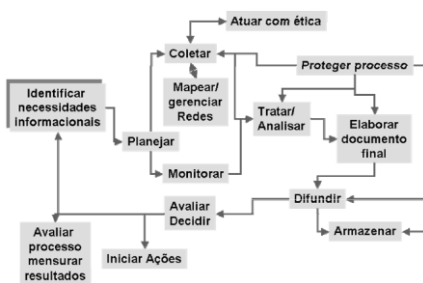 Atuar com ética
Coletar
Proteger processo
Identificar
necessidades
informacionais
Mapear/
gerenciar
Redes
Tratar/
Analisar
Elaborar
documento
final
Planejar
Monitorar
Avaliar
Decidir
Difundir
Armazenar
Avaliar
processo
mensurar
resultados
Iniciar Ações